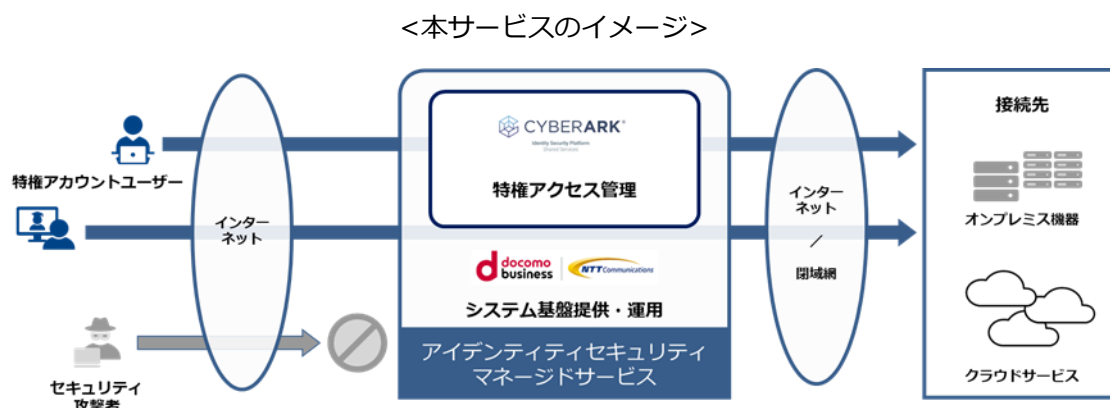 <本サービスのイメージ>
特権アカウントユーザー
セキュリティ
攻撃者
インター
ネット
CYBERARK®
Identity Security Platform
Shared Services
特権アクセス管理
docomo
business
NTT Communications
システム基盤提供・運用
アイデンティティセキュリティ
マネージドサービス
インター
ネット
／
閉域網
接続先
オンプレミス機器
クラウドサービス